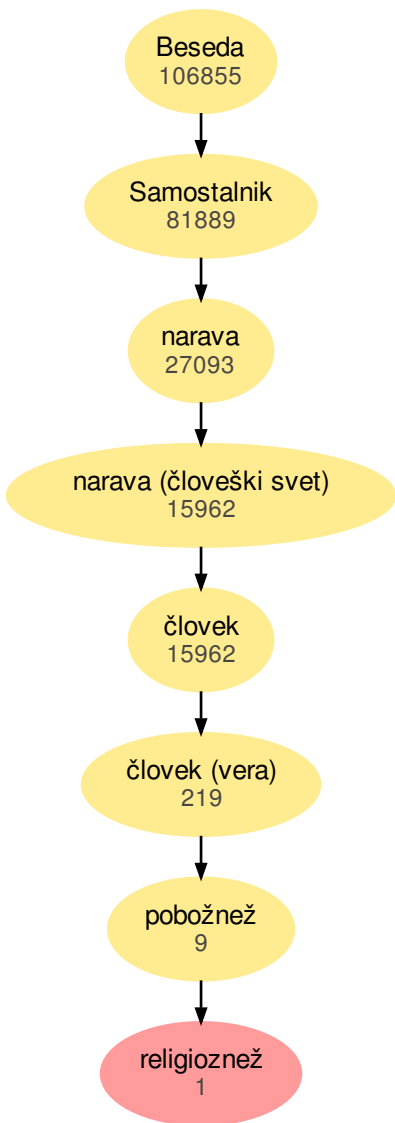 Beseda
106855
Samostalnik
81889
narava
27093
narava (človeški svet)
15962
človek
15962
človek (vera)
219
pobožnež
9
religioznež
1